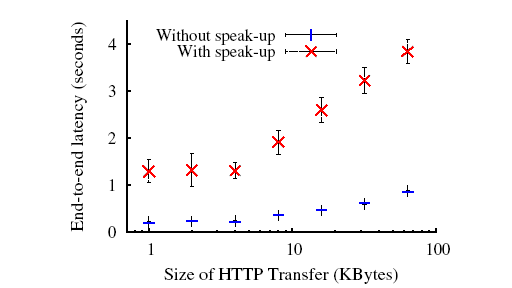 Without speak-up
With speak-up
End-to-end latency (seconds)
4
3
2
1
0
1 10 100
Size of HTTP Transfer (KBytes)